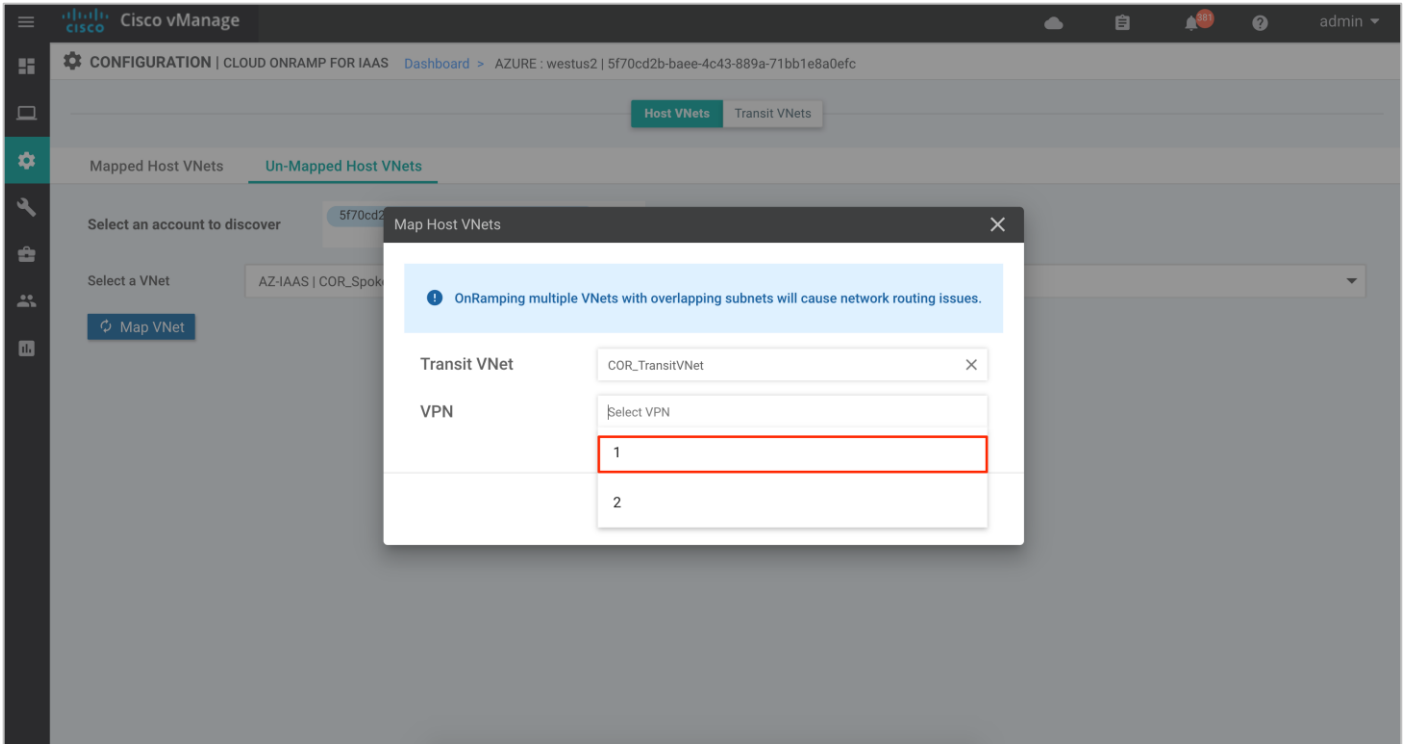 cisco Cisco vManage 381 admin
CONFIGURATION | CLOUD ONRAMP FOR IAAS Dashboard > AZURE : westus2 | 5f70cd2b-baee-4c43-889a-71bb1e8a0efc
Host VNets Transit VNets
Mapped Host VNets Un-Mapped Host VNets
Select an account to discover 5f70cd2
Map Host VNets
Select a VNet AZ-IAAS | COR_Spok
OnRamping multiple VNets with overlapping subnets will cause network routing issues.
Map VNet
Transit VNet COR_TransitVNet
VPN Select VPN
1
2